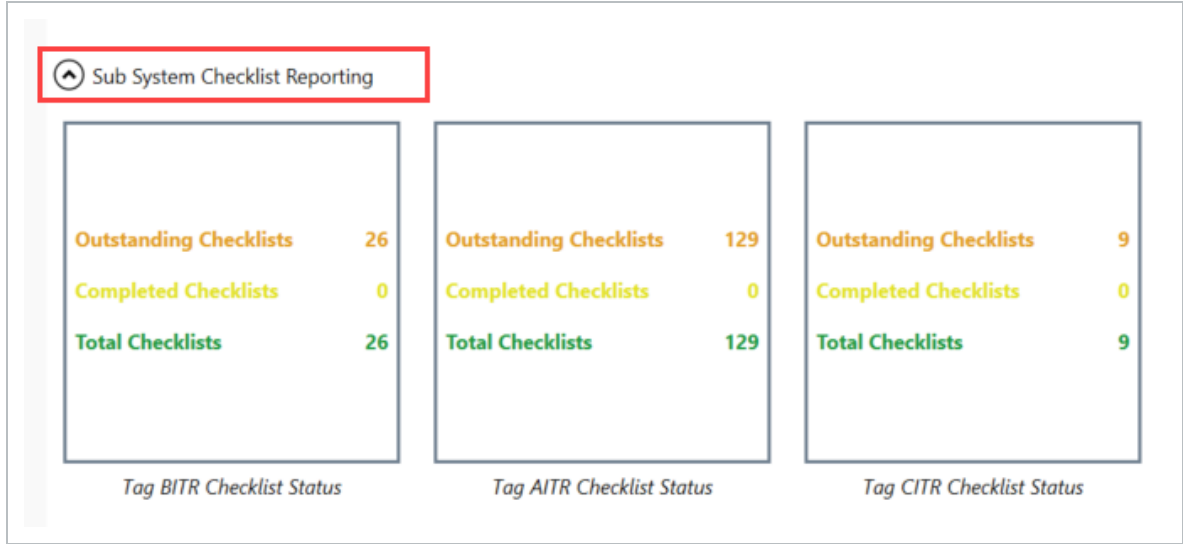 Sub System Checklist Reporting
Outstanding Checklists 26
Completed Checklists 0
Total Checklists 26
Tag BITR Checklist Status
Outstanding Checklists 129
Completed Checklists 0
Total Checklists 129
Tag AITR Checklist Status
Outstanding Checklists 9
Completed Checklists 0
Total Checklists 9
Tag CITR Checklist Status